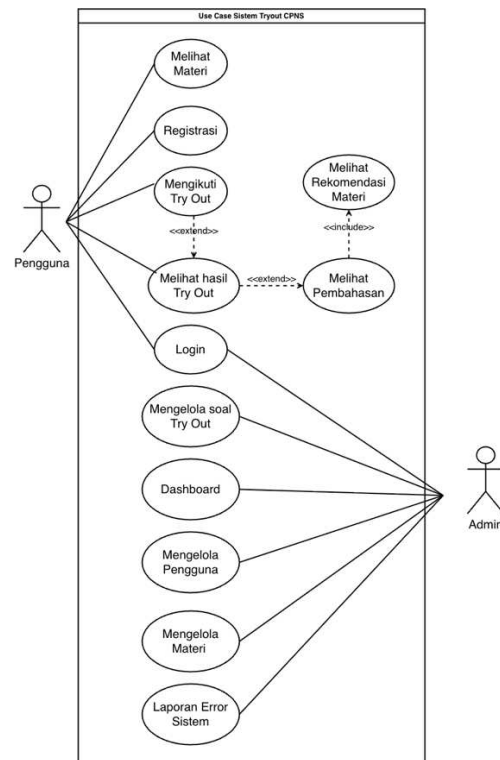 Use Case Sistem Tryout CPNS
Melihat
Materi
Registrasi
Mengikuti
Try Out
Melihat
Rekomendasi
Materi
<<extend>>
<<include>>
Pengguna
Melihat hasil
Try Out
<<extend>>
Melihat
Pembahasan
Login
Mengelola soal
Try Out
Dashboard
Admin
Mengelola
Pengguna
Mengelola
Materi
Laporan Error
Sistem